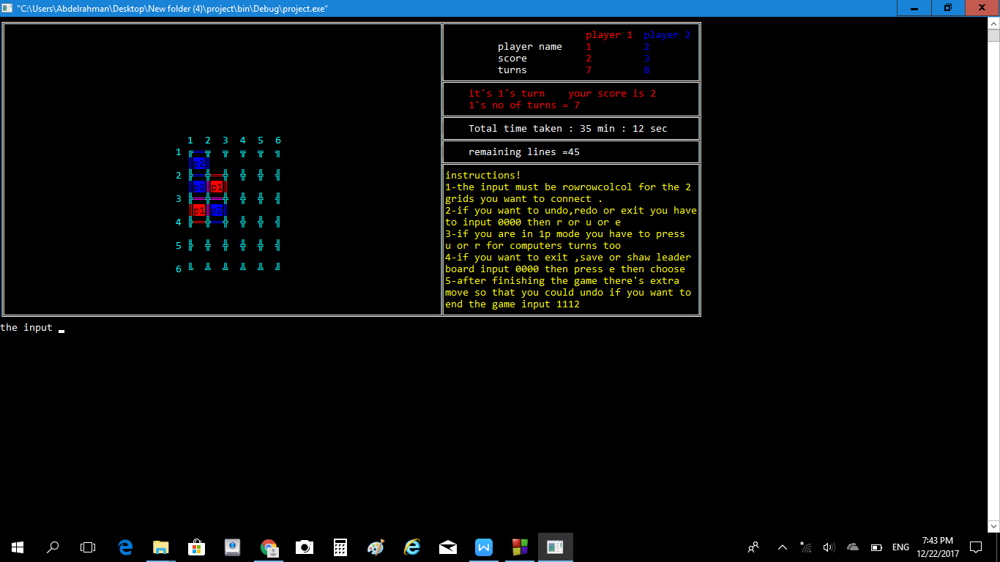 "C:\Users\Abdelrahman\Desktop\New folder (4)\project\bin\Debug\project.exe"
player 1 player 2
player name 1 2
score 2 3
turns 7 8
it's 1's turn your score is 2
1's no of turns = 7
Total time taken : 35 min : 12 sec
remaining lines =45
1 2 3 4 5 6
1
p2
2
p2 p1
3
p1 p2
4
5
6
instructions!
1-the input must be rowrowcolcol for the 2
grids you want to connect .
2-if you want to undo,redo or exit you have
to input 0000 then r or u or e
3-if you are in 1p mode you have to press
u or r for computers turns too
4-if you want to exit ,save or shaw leader
board input 0000 then press e then choose
5-after finishing the game there's extra
move so that you could undo if you want to
end the game input 1112
the input
ENG
7:43 PM
12/22/2017